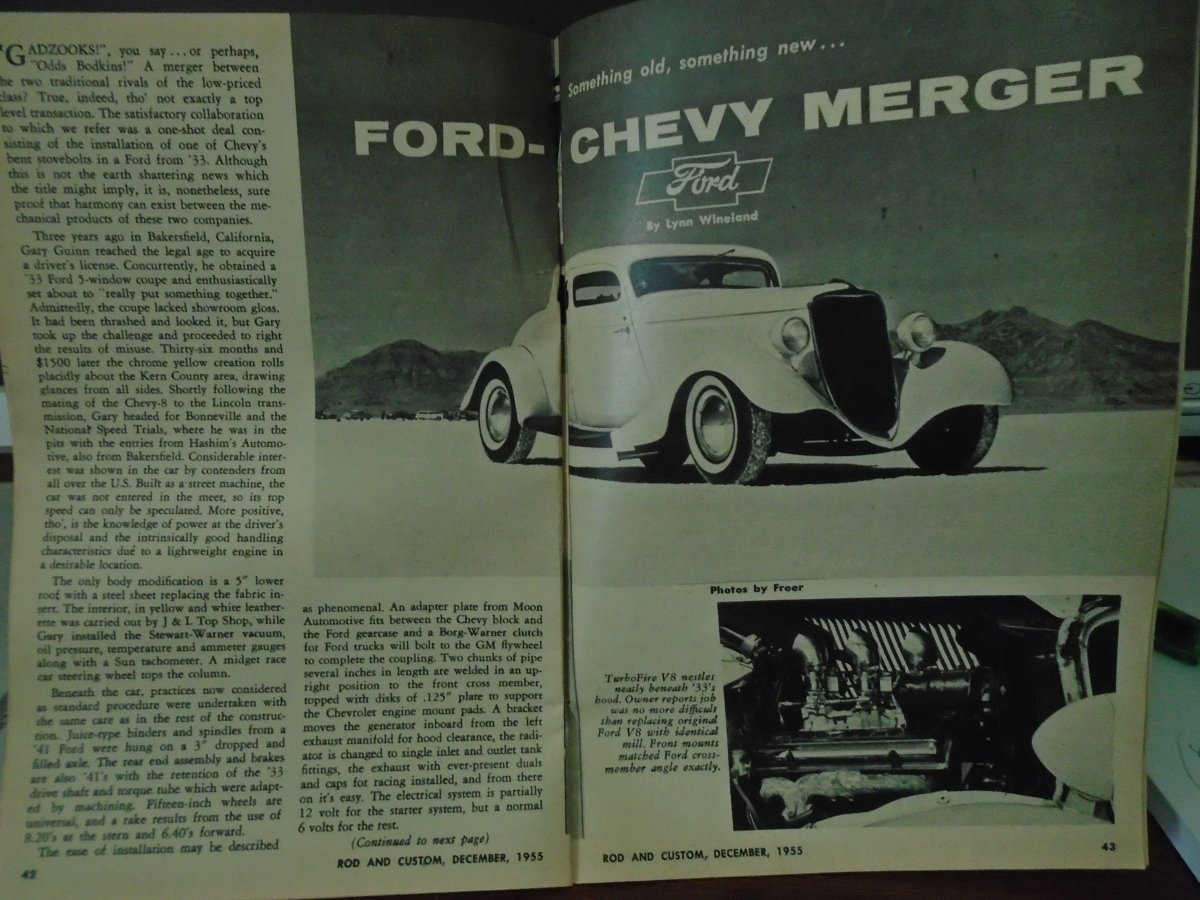 "GADZOOKS!", you say...or perhaps,
"Odds Bodkins!" A merger between
he two traditional rivals of the low-priced
class? True, indeed, tho' not exactly a top
level transaction. The satisfactory collaboration
to which we refer was a one-shot deal con-
sisting of the installation of one of Chevy's
bent stovebolts in a Ford from '33. Although
this is not the earth shattering news which
the title might imply, it is, nonetheless, sure
proof that harmony can exist between the me-
chanical products of these two companies.
Three years ago in Bakersfield, California,
Gary Guinn reached the legal age to acquire
a driver's license. Concurrently, he obtained a
'33 Ford 5-window coupe and enthusiastically
set about to "really put something together."
Admittedly, the coupe lacked showroom gloss.
It had been thrashed and looked it, but Gary
took up the challenge and proceeded to right
the results of misuse. Thirty-six months and
$1500 later the chrome yellow creation rolls
placidly about the Kern County area, drawing
glances from all sides. Shortly following the
mating of the Chevy-8 to the Lincoln trans-
mission, Gary headed for Bonneville and the
National Speed Trials, where he was in the
pits with the entries from Hashim's Automo-
tive, also from Bakersfield. Considerable inter-
est was shown in the car by contenders from
all over the U.S. Built as a street machine, the
car was not entered in the meet, so its top
speed can only be speculated. More positive,
tho', is the knowledge of power at the driver's
disposal and the intrinsically good handling
characteristics due to a lightweight engine in
a desirable location.
The only body modification is a 5" lower
roof with a steel sheet replacing the fabric in-
sert. The interior, in yellow and white leather-
ette was carried out by J & L Top Shop, while
Gary installed the Stewart-Warner vacuum,
oil pressure, temperature and ammeter gauges
along with a Sun tachometer. A midget race
car steering wheel tops the column.
Beneath the car, practices now considered
as standard procedure were undertaken with
the same care as in the rest of the construc-
tion. Juice-type binders and spindles from a
'41 Ford were hung on a 3" dropped and
filled axle. The rear end assembly and brakes
are also '41's with the retention of the '33
drive shaft and torque tube which were adapt-
ed by machining. Fifteen-inch wheels are
universal, and a rake results from the use of
8.20's at the stern and 6.40's forward.
The ease of installation may be described
42
as phenomenal. An adapter plate from Moon
Automotive fits between the Chevy block and
the Ford gearcase and a Borg-Warner clutch
for Ford trucks will bolt to the GM flywheel
to complete the coupling. Two chunks of pipe
several inches in length are welded in an up-
right position to the front cross member,
topped with disks of .125" plate to support
the Chevrolet engine mount pads. A bracket
moves the generator inboard from the left
exhaust manifold for hood clearance, the radi-
ator is changed to single inlet and outlet tank
fittings, the exhaust with ever-present duals
and caps for racing installed, and from there
on it's easy. The electrical system is partially
12 volt for the starter system, but a normal
6 volts for the rest.
(Continued to next page)
ROD AND CUSTOM, DECEMBER, 1955
Something old, something new...
FORD-CHEVY MERGER
Ford
By Lynn Wineland
Photos by Freer
TurboFire V8 nestles
neatly beneath '33's
hood. Owner reports job
was no more difficult
than replacing original
Ford V8 with identical
mill. Front mounts
matched Ford cross-
member angle exactly.
ROD AND CUSTOM, DECEMBER, 1955
43